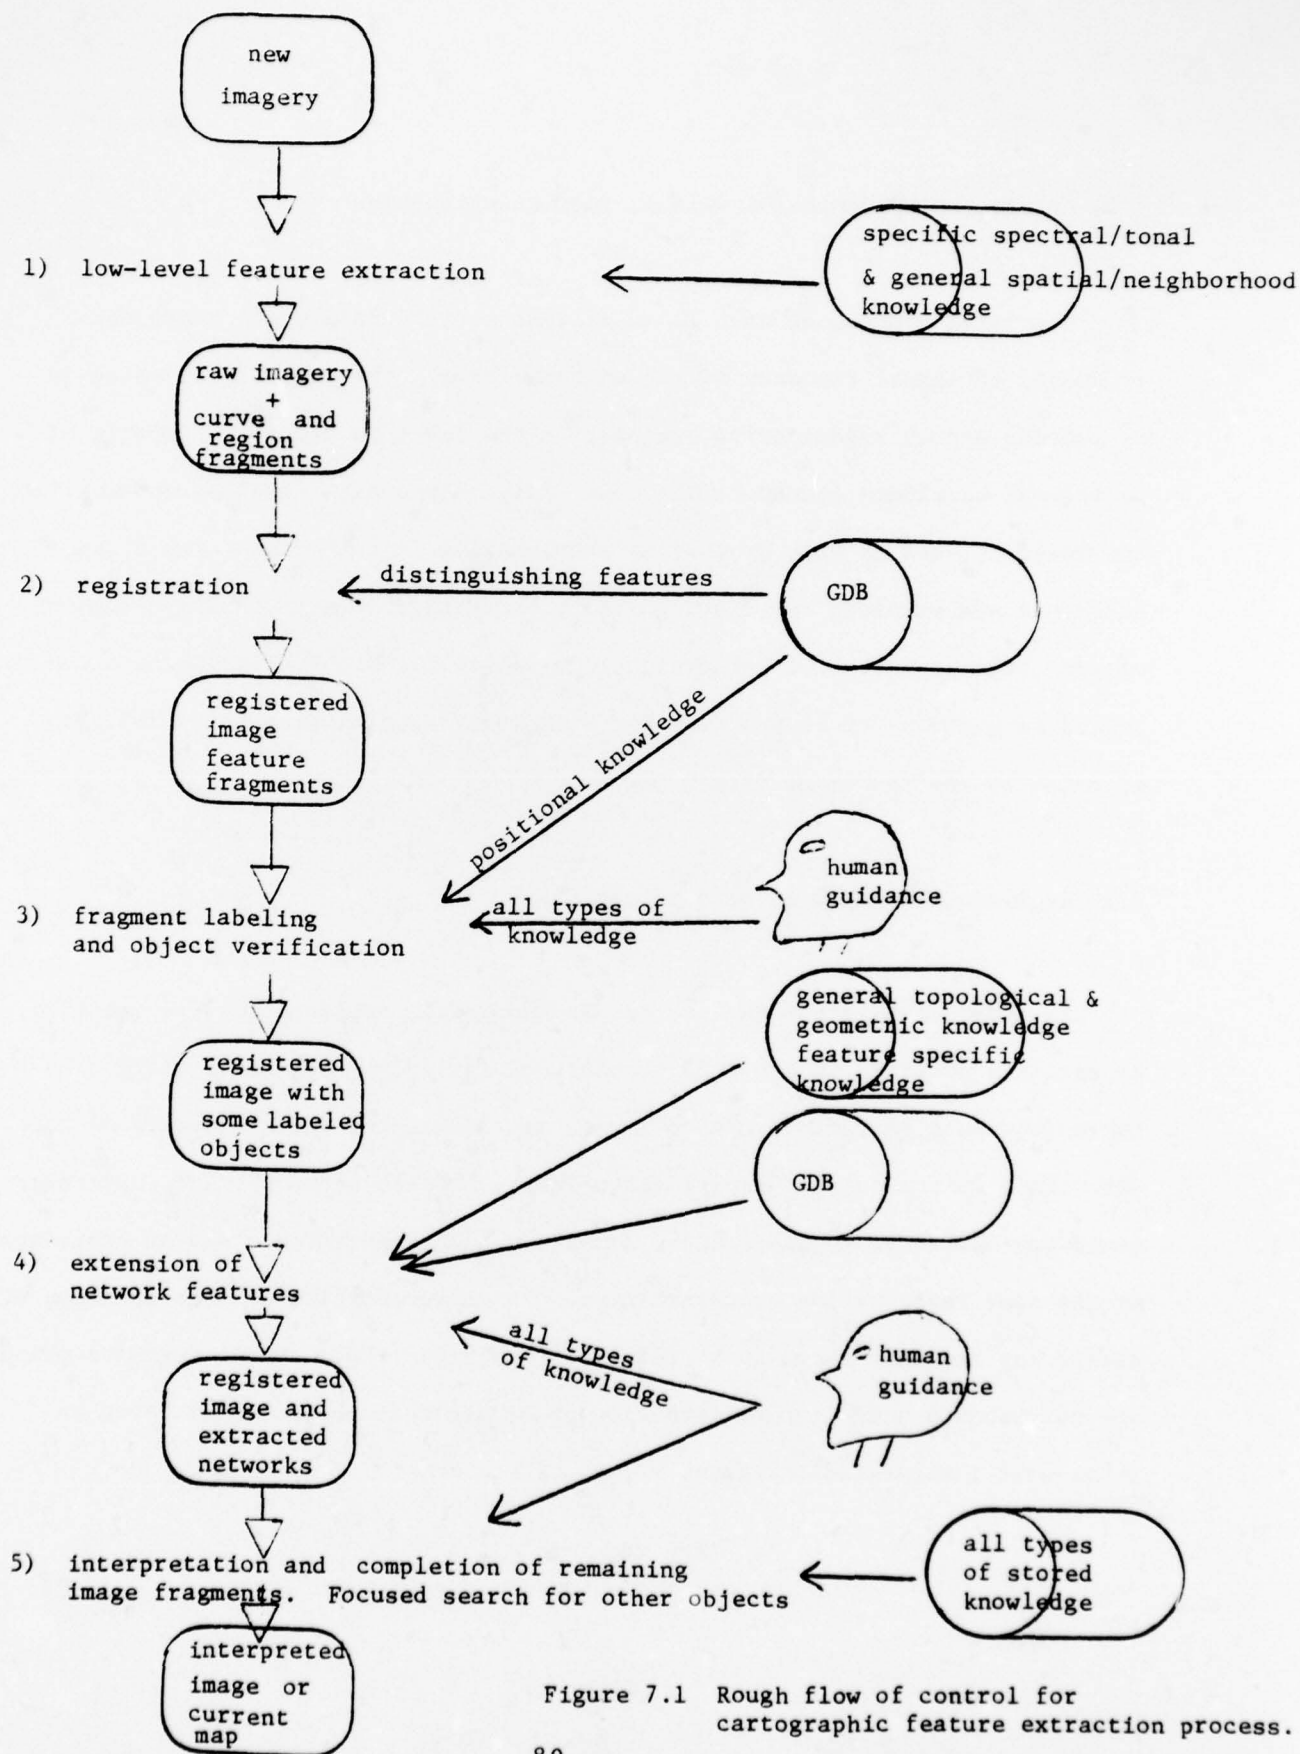 new
imagery
specific spectral/tonal
& general spatial/neighborhood
knowledge
1) low-level feature extraction
raw imagery
+
curve and
region
fragments
2) registration
distinguishing features
GDB
registered
image
feature
fragments
positional knowledge
human
guidance
3) fragment labeling
and object verification
all types of
knowledge
general topological &
geometric knowledge
feature specific
knowledge
registered
image with
some labeled
objects
GDB
4) extension of
network features
all types
of knowledge
human
guidance
registered
image and
extracted
networks
5) interpretation and completion of remaining
image fragments. Focused search for other objects
all types
of stored
knowledge
interpreted
image or
current
map
Figure 7.1 Rough flow of control for
cartographic feature extraction process.